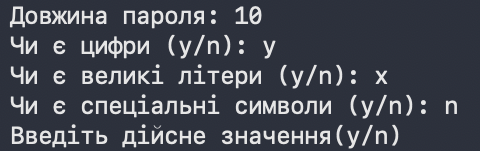 Довжина пароля: 10
Чи є цифри (y/n): y
Чи є великі літери (y/n): x
Чи є спеціальні символи (y/n): n
Введіть дійсне значення(y/n)